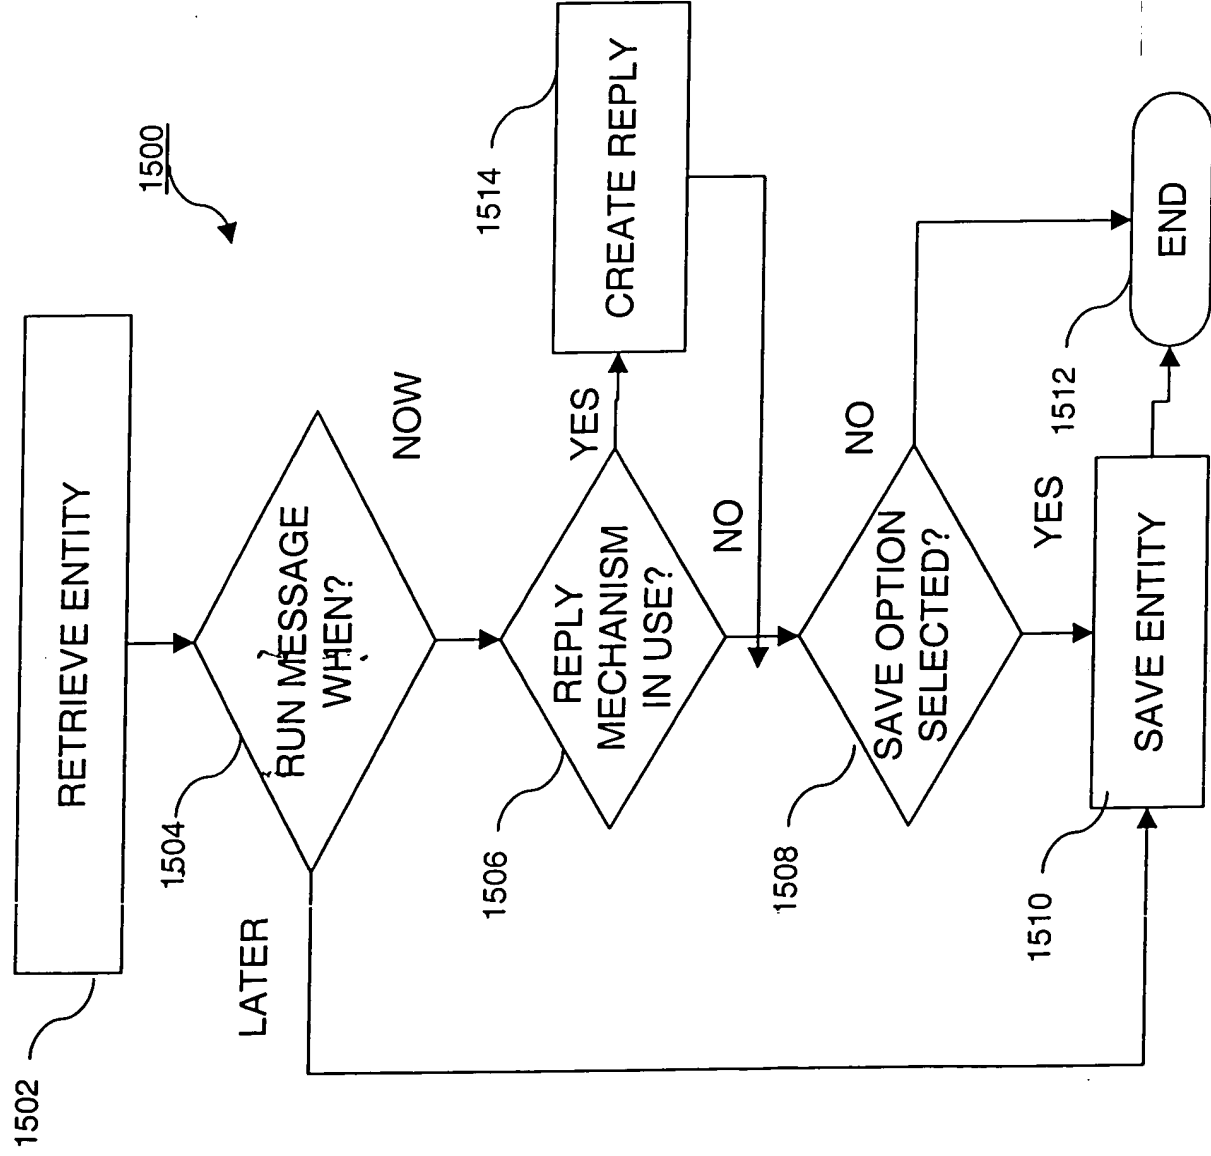 1500
1502
RETRIEVE ENTITY
1504
RUN MESSAGE
WHEN?
LATER
NOW
1506
REPLY
MECHANISM
IN USE?
YES
1514
CREATE REPLY
NO
1508
SAVE OPTION
SELECTED?
NO
YES
1510
SAVE ENTITY
1512
END